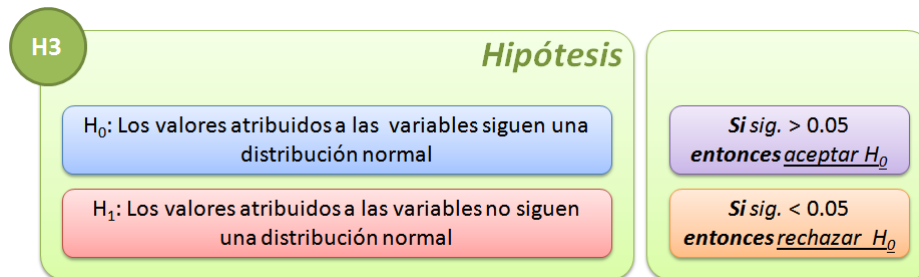 H3
Hipótesis
H₀: Los valores atribuidos a las variables siguen una
distribución normal
H₁: Los valores atribuidos a las variables no siguen
una distribución normal
Si sig. > 0.05
entonces aceptar H₀
Si sig. < 0.05
entonces rechazar H₀